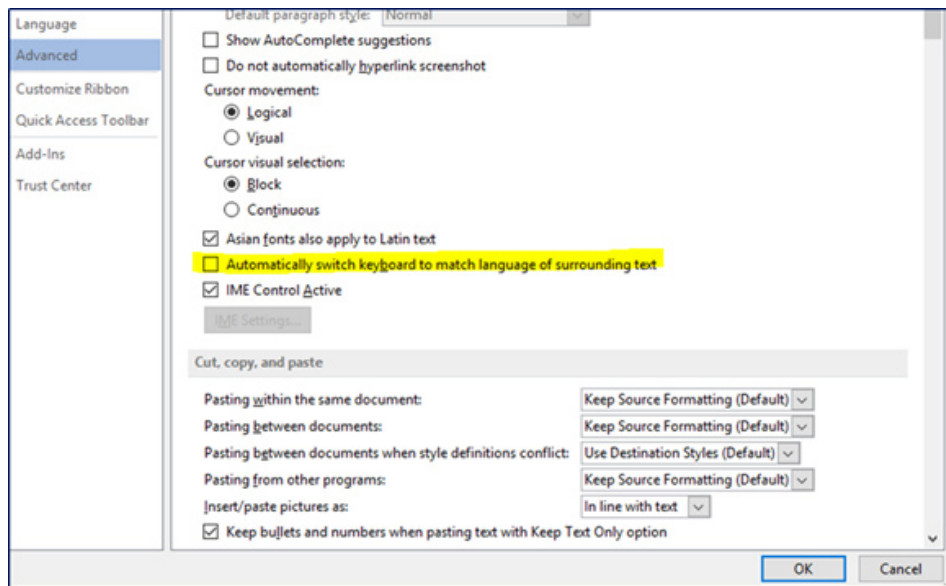 Language
Advanced
Customize Ribbon
Quick Access Toolbar
Add-Ins
Trust Center
Default paragraph style: Normal
Show AutoComplete suggestions
Do not automatically hyperlink screenshot
Cursor movement:
Logical
Visual
Cursor visual selection:
Block
Continuous
Asian fonts also apply to Latin text
Automatically switch keyboard to match language of surrounding text
IME Control Active
IME Settings...
Cut, copy, and paste
Pasting within the same document: Keep Source Formatting (Default)
Pasting between documents: Keep Source Formatting (Default)
Pasting between documents when style definitions conflict: Use Destination Styles (Default)
Pasting from other programs: Keep Source Formatting (Default)
Insert/paste pictures as: In line with text
Keep bullets and numbers when pasting text with Keep Text Only option
OK Cancel